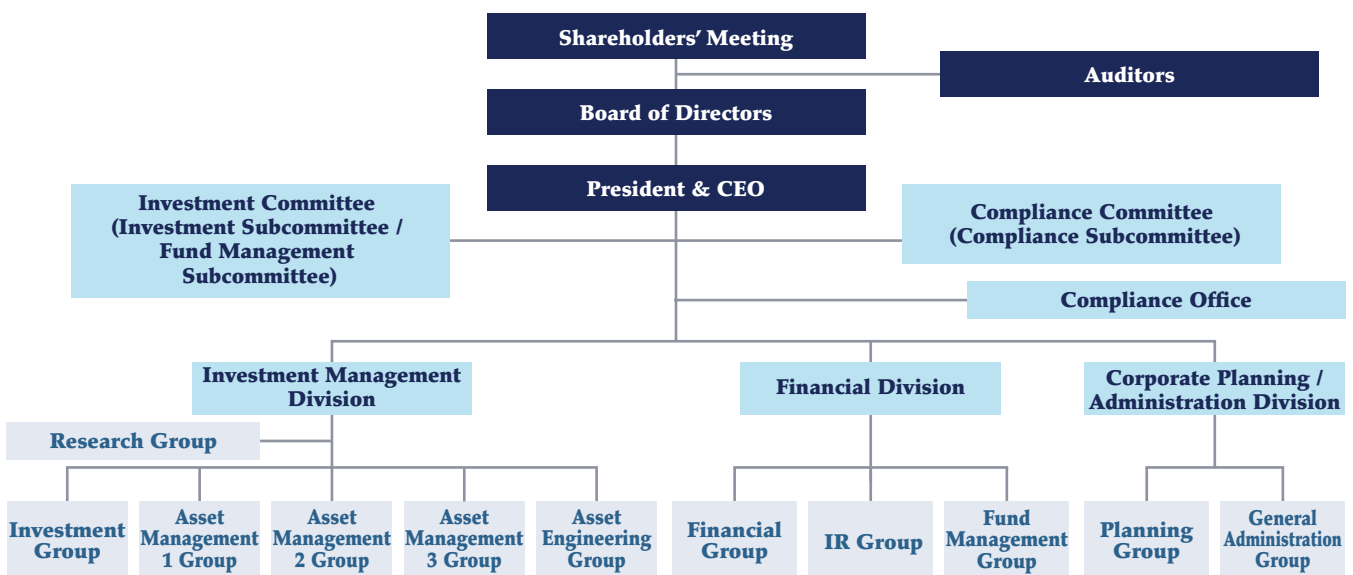 Shareholders' Meeting
Auditors
Board of Directors
President & CEO
Investment Committee
(Investment Subcommittee /
Fund Management
Subcommittee)
Compliance Committee
(Compliance Subcommittee)
Compliance Office
Investment Management
Division
Financial Division
Corporate Planning /
Administration Division
Research Group
Investment
Group
Asset
Management
1 Group
Asset
Management
2 Group
Asset
Management
3 Group
Asset
Engineering
Group
Financial
Group
IR Group
Fund
Management
Group
Planning
Group
General
Administration
Group